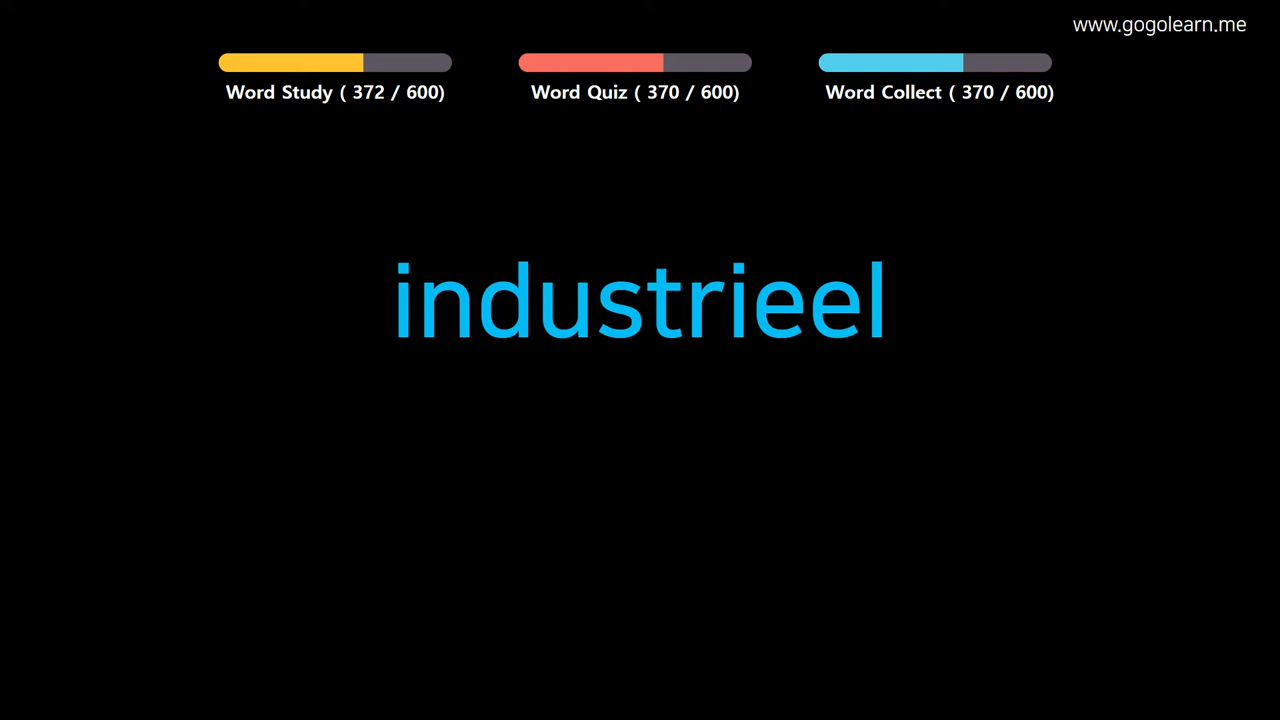 www.gogolearn.me
Word Study ( 372 / 600)
Word Quiz ( 370 / 600)
Word Collect ( 370 / 600)
industrieel